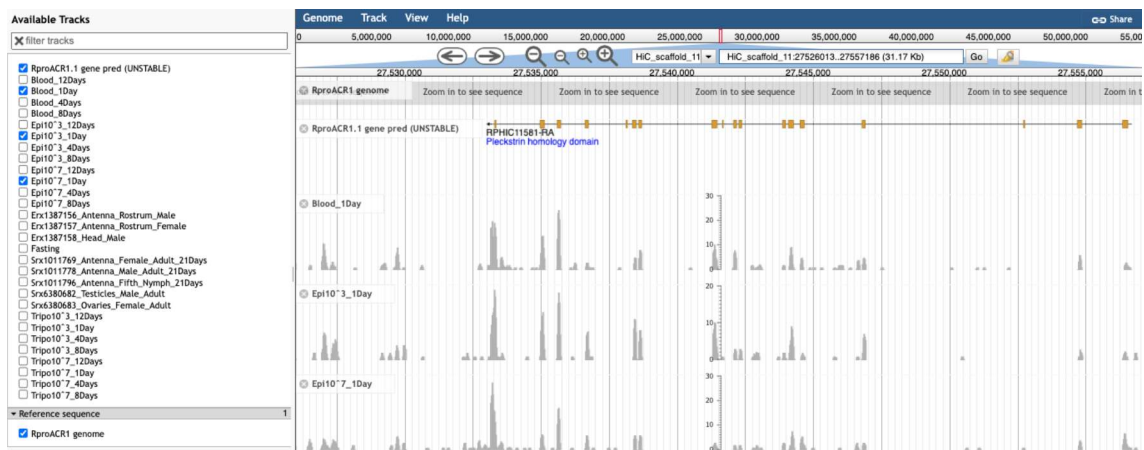 Available Tracks
filter tracks
RproACR1.1 gene pred (UNSTABLE)
Blood_12Days
Blood_1Day
Blood_4Days
Blood_8Days
Epi10^3_12Days
Epi10^3_1Day
Epi10^3_4Days
Epi10^3_8Days
Epi10^7_12Days
Epi10^7_1Day
Epi10^7_4Days
Epi10^7_8Days
Erx1387156_Antenna_Rostrum_Male
Erx1387157_Antenna_Rostrum_Female
Erx1387158_Head_Male
Fasting
Srx1011769_Antenna_Female_Adult_21Days
Srx1011778_Antenna_Male_Adult_21Days
Srx1011796_Antenna_Fifth_Nymph_21Days
Srx6380682_Testicles_Male_Adult
Srx6380683_Ovaries_Female_Adult
Tripo10^3_12Days
Tripo10^3_1Day
Tripo10^3_4Days
Tripo10^3_8Days
Tripo10^7_12Days
Tripo10^7_1Day
Tripo10^7_4Days
Tripo10^7_8Days
Reference sequence 1
RproACR1 genome
Genome Track View Help Share
0 5,000,000 10,000,000 15,000,000 20,000,000 25,000,000 30,000,000 35,000,000 40,000,000 45,000,000 50,000,000 55,00
HiC_scaffold_11 HiC_scaffold_11:27526013..27557186 (31.17 Kb) Go
27,530,000 27,535,000 27,540,000 27,545,000 27,550,000 27,555,000
RproACR1 genome Zoom in to see sequence Zoom in to see sequence Zoom in to see sequence Zoom in to see sequence Zoom in to see sequence Zoom in t
RproACR1.1 gene pred (UNSTABLE)
RPHIC11581-RA
Pleckstrin homology domain
30
Blood_1Day
20
10
0
20
Epi10^3_1Day
10
0
30
Epi10^7_1Day
20
10